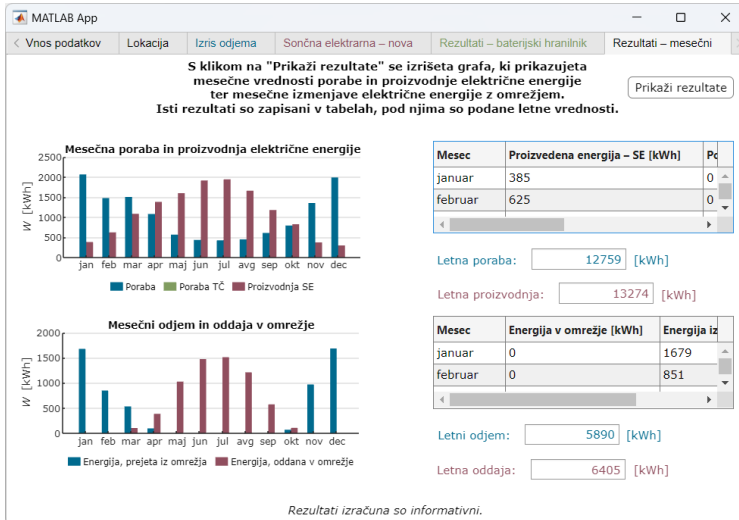 MATLAB App
< Vnos podatkov Lokacija Izris odjema Sončna elektrarna – nova Rezultati – baterijski hranilnik Rezultati – mesečni
S klikom na "Prikaži rezultate" se izrišeta grafa, ki prikazujeta
mesečne vrednosti porabe in proizvodnje električne energije
ter mesečne izmenjave električne energije z omrežjem.
Isti rezultati so zapisani v tabelah, pod njima so podane letne vrednosti.
Prikaži rezultate
Mesečna poraba in proizvodnja električne energije
W [kWh]
2500
2000
1500
1000
500
0
jan feb mar apr maj jun jul avg sep okt nov dec
Poraba Poraba TČ Proizvodnja SE
Mesec Proizvedena energija – SE [kWh] Po
januar 385 0
februar 625 0
Letna poraba: 12759 [kWh]
Letna proizvodnja: 13274 [kWh]
Mesečni odjem in oddaja v omrežje
W [kWh]
2000
1500
1000
500
0
jan feb mar apr maj jun jul avg sep okt nov dec
Energija, prejeta iz omrežja Energija, oddana v omrežje
Mesec Energija v omrežje [kWh] Energija iz
januar 0 1679
februar 0 851
Letni odjem: 5890 [kWh]
Letna oddaja: 6405 [kWh]
Rezultati izračuna so informativni.